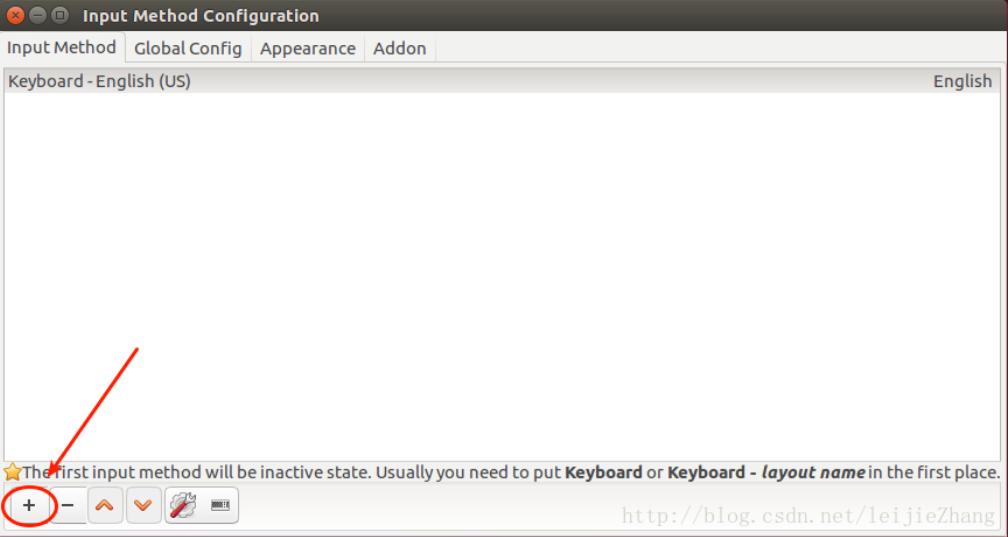 Input Method Configuration
Input Method Global Config Appearance Addon
Keyboard - English (US) English
The first input method will be inactive state. Usually you need to put Keyboard or Keyboard - layout name in the first place.
http://blog.csdn.net/leijieZhang